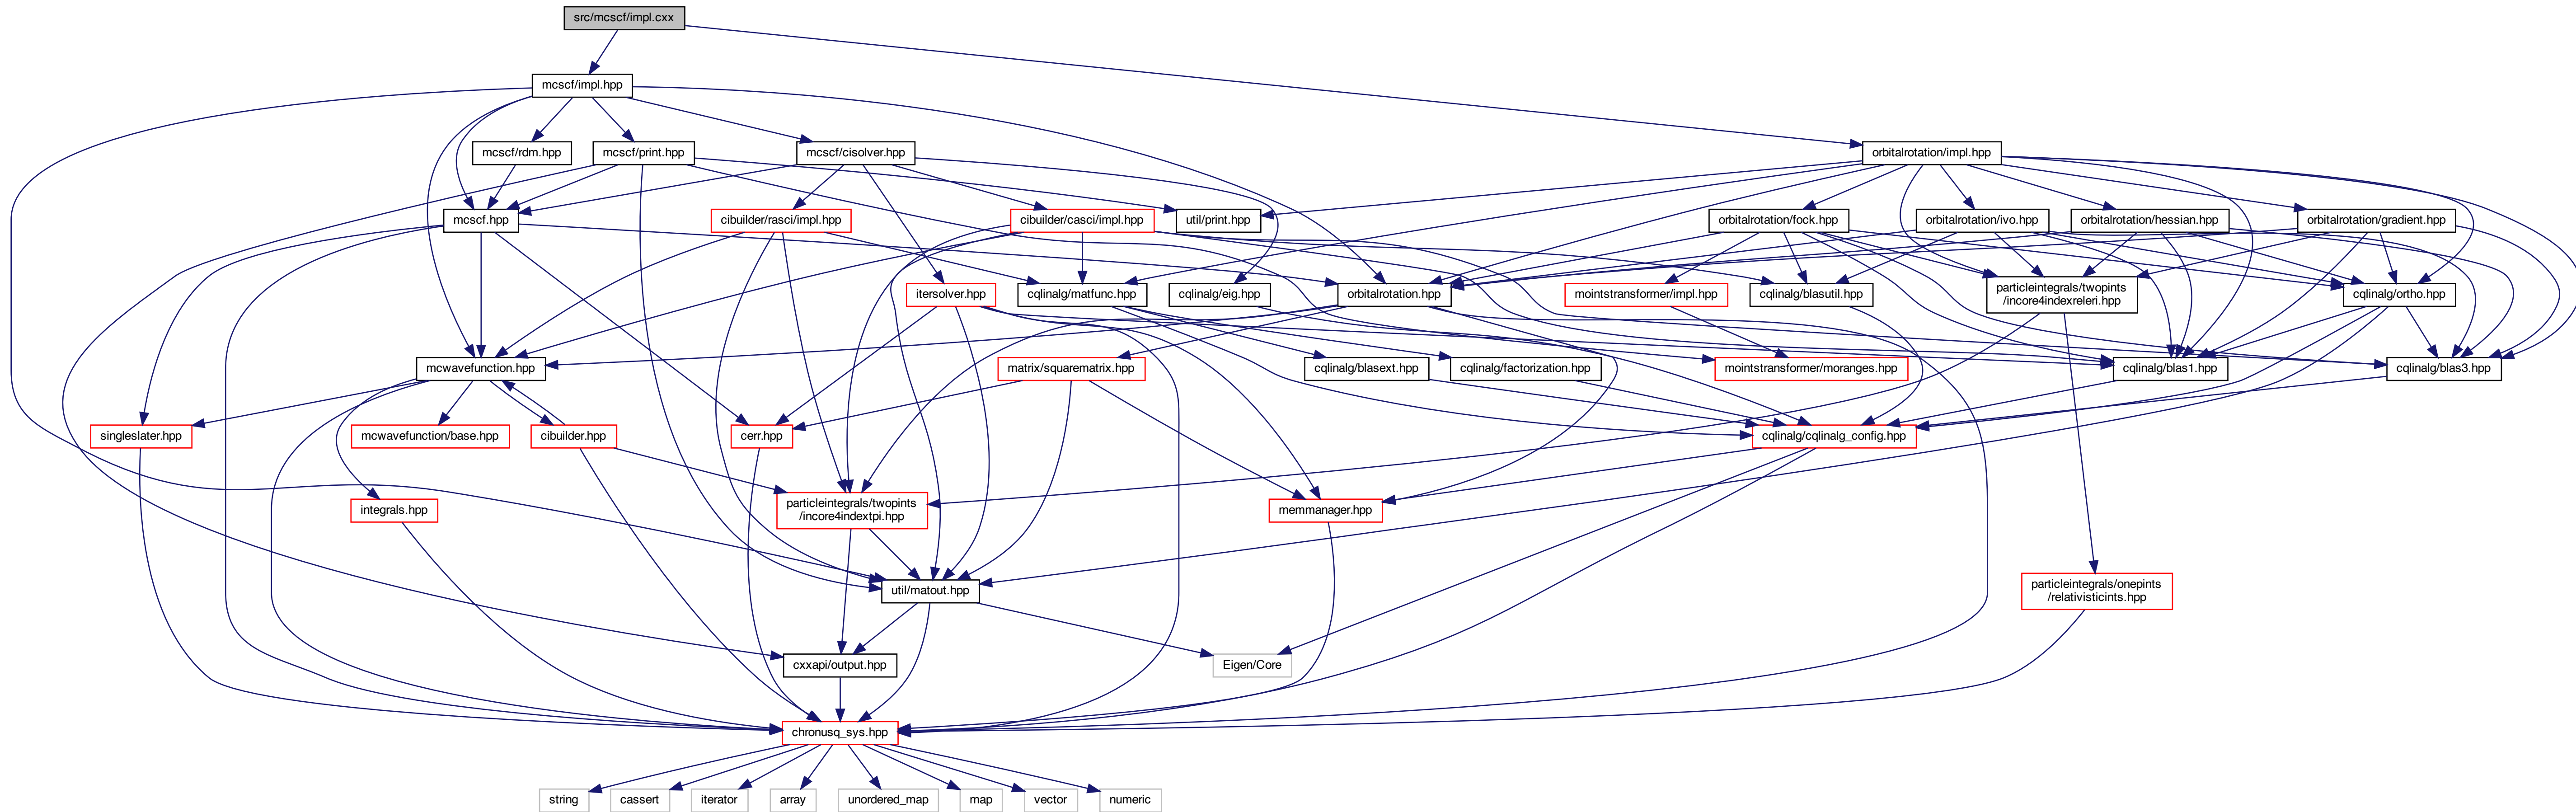 src/mcscf/impl.cxx
mcscf/impl.hpp
mcscf/rdm.hpp
mcscf/print.hpp
mcscf/cisolver.hpp
orbitalrotation/impl.hpp
mcscf.hpp
cibuilder/rasci/impl.hpp
cibuilder/casci/impl.hpp
util/print.hpp
orbitalrotation/fock.hpp
orbitalrotation/ivo.hpp
orbitalrotation/hessian.hpp
orbitalrotation/gradient.hpp
itersolver.hpp
cqlinalg/matfunc.hpp
cqlinalg/eig.hpp
orbitalrotation.hpp
mointstransformer/impl.hpp
cqlinalg/blasutil.hpp
particleintegrals/twopints
/incore4indexreleri.hpp
cqlinalg/ortho.hpp
mcwavefunction.hpp
matrix/squarematrix.hpp
cqlinalg/blasext.hpp
cqlinalg/factorization.hpp
mointstransformer/moranges.hpp
cqlinalg/blas1.hpp
cqlinalg/blas3.hpp
singleslater.hpp
mcwavefunction/base.hpp
cibuilder.hpp
cerr.hpp
cqlinalg/cqlinalg_config.hpp
integrals.hpp
particleintegrals/twopints
/incore4indextpi.hpp
memmanager.hpp
util/matout.hpp
particleintegrals/onepints
/relativisticints.hpp
cxxapi/output.hpp
Eigen/Core
chronusq_sys.hpp
string
cassert
iterator
array
unordered_map
map
vector
numeric